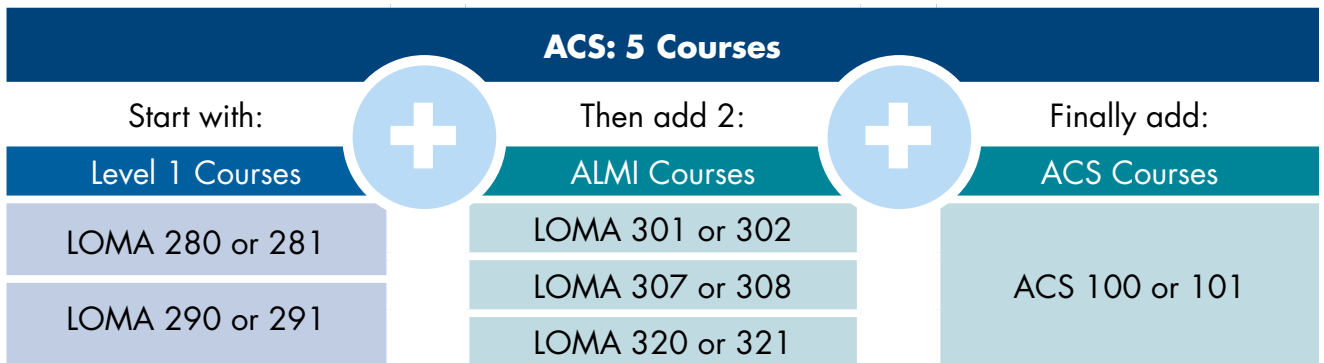 ACS: 5 Courses
Start with:
Level 1 Courses
LOMA 280 or 281
LOMA 290 or 291
Then add 2:
ALMI Courses
LOMA 301 or 302
LOMA 307 or 308
LOMA 320 or 321
Finally add:
ACS Courses
ACS 100 or 101